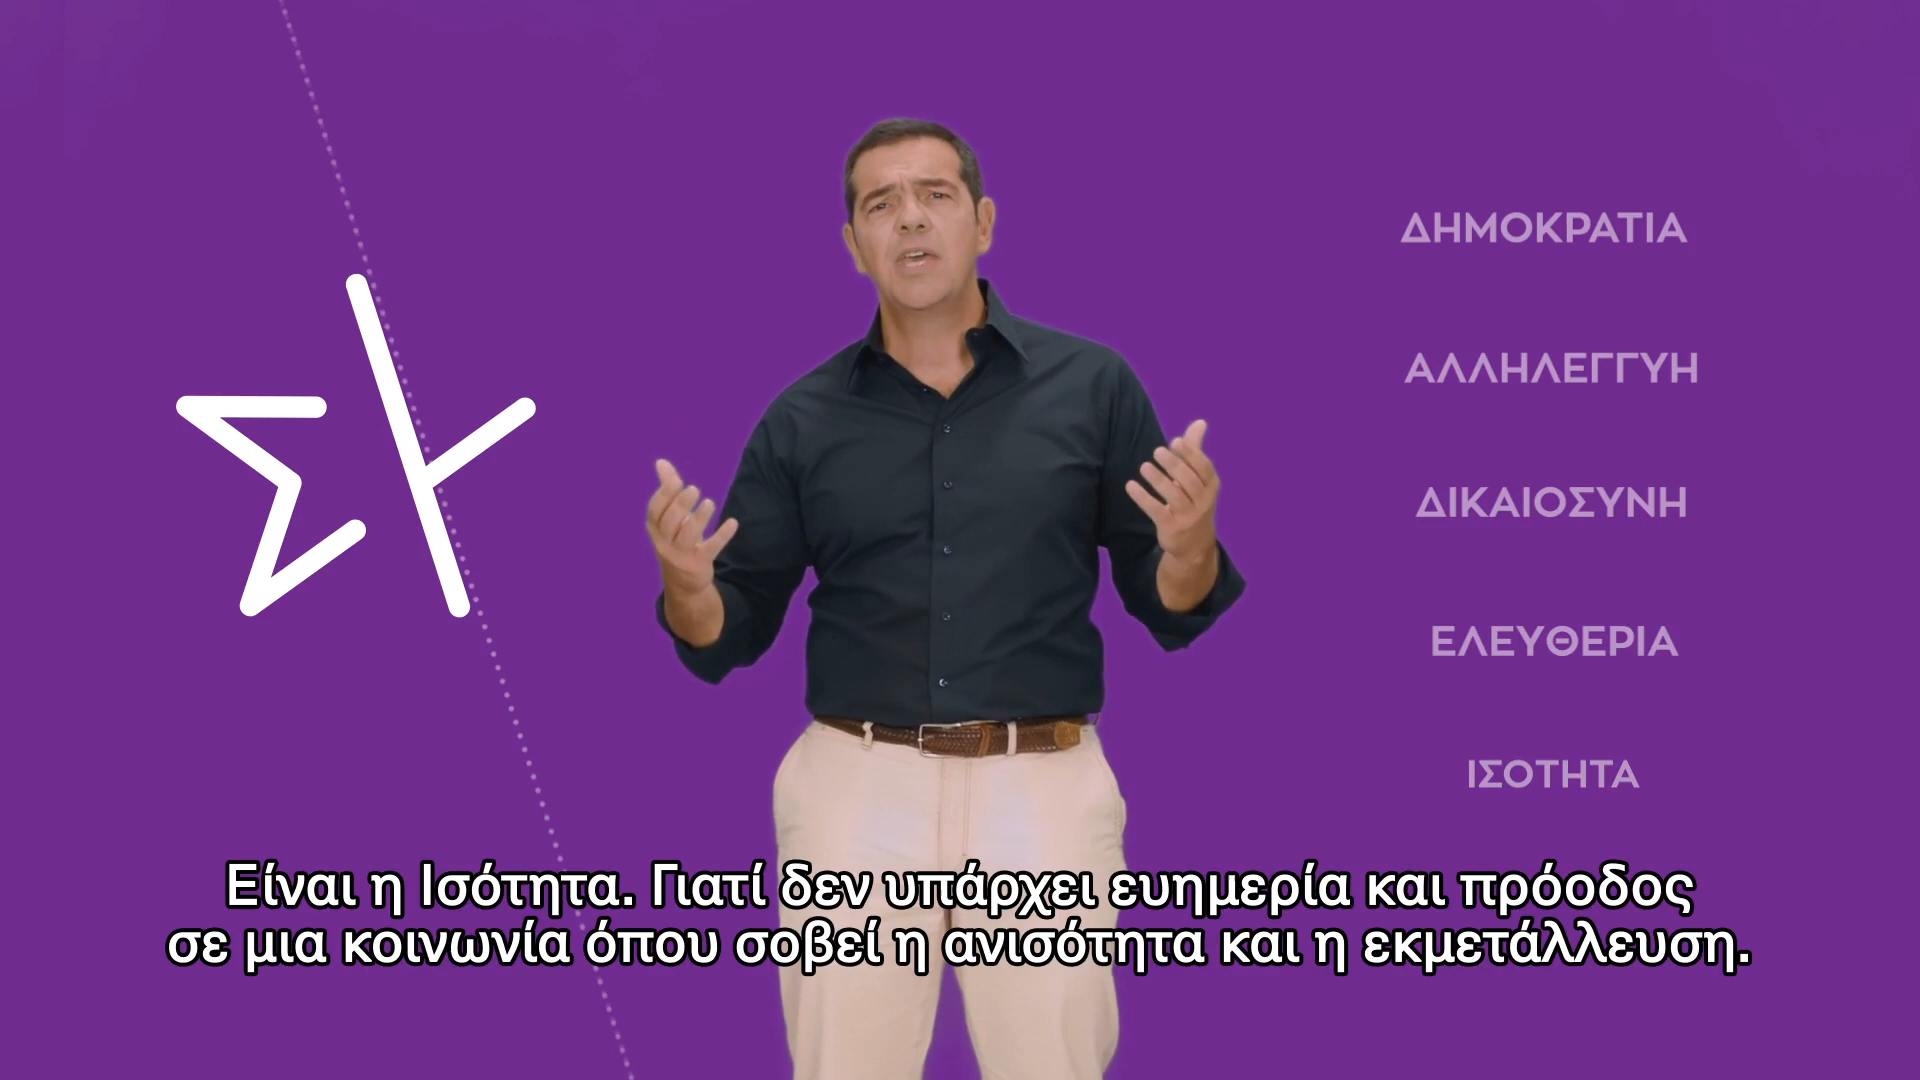 ΔΗΜΟΚΡΑΤΙΑ
ΑΛΛΗΛΕΓΓΥΗ
ΔΙΚΑΙΟΣΥΝΗ
ΕΛΕΥΘΕΡΙΑ
ΙΣΟΤΗΤΑ
Είναι η Ισότητα. Γιατί δεν υπάρχει ευημερία και πρόοδος
σε μια κοινωνία όπου σοβεί η ανισότητα και η εκμετάλλευση.